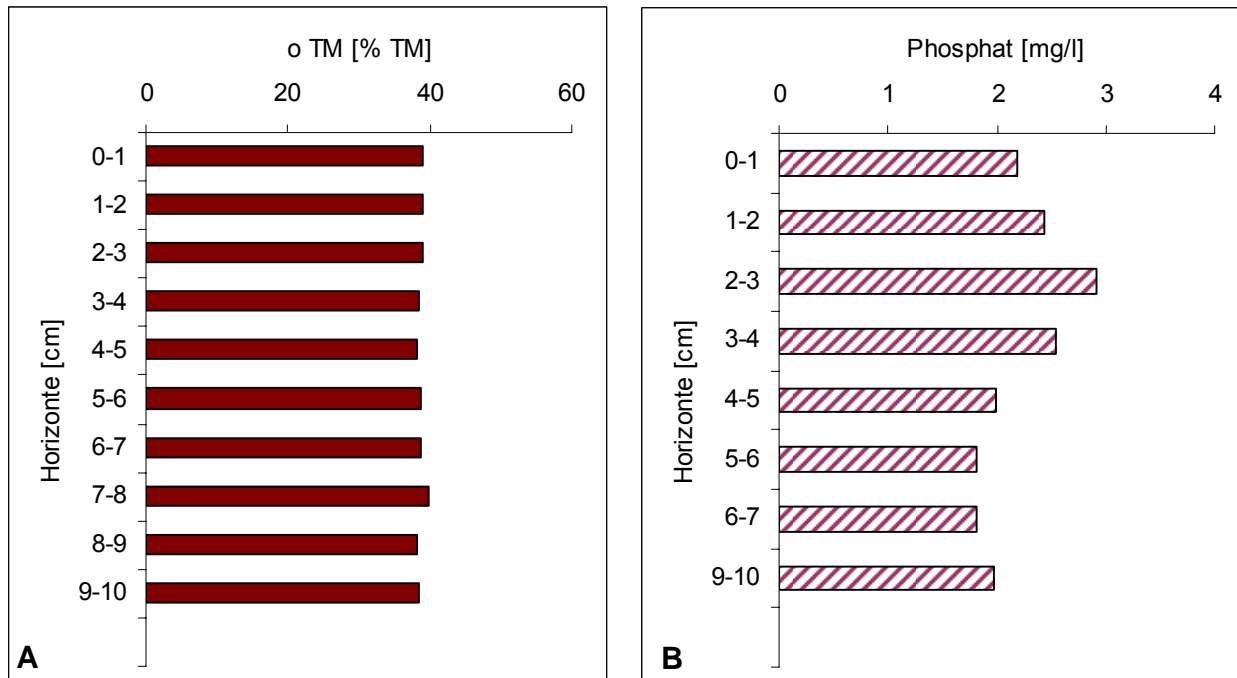 o TM [% TM]
0 20 40 60
Horizonte [cm]
0-1
1-2
2-3
3-4
4-5
5-6
6-7
7-8
8-9
9-10
A
Phosphat [mg/l]
0 1 2 3 4
Horizonte [cm]
0-1
1-2
2-3
3-4
4-5
5-6
6-7
9-10
B